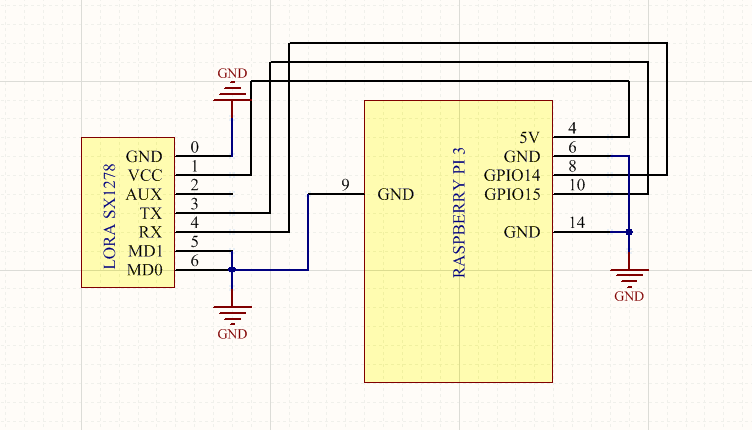 GND
LORA SX1278
GND 0
VCC 1
AUX 2
TX 3
RX 4
MD1 5
MD0 6
GND
9 GND
RASPBERRY PI 3
5V 4
GND 6
GPIO14 8
GPIO15 10
GND 14
GND